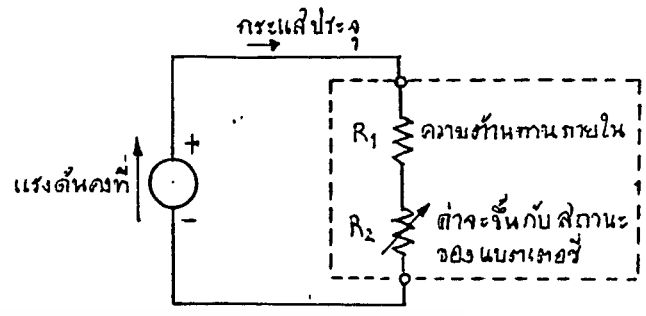 กระแสประจุ
แรงดันคงที่
+
-
R1 ความต้านทานภายใน
R2 ค่าจะขึ้นกับสถานะ
ของแบตเตอรี่